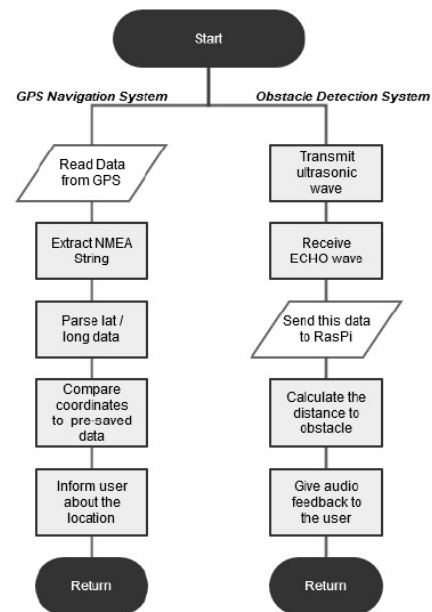 Start
GPS Navigation System
Read Data
from GPS
Extract NMEA
String
Parse lat /
long data
Compare
coordinates
to pre-saved
data
Inform user
about the
location
Return
Obstacle Detection System
Transmit
ultrasonic
wave
Receive
ECHO wave
Send this data
to RasPi
Calculate the
distance to
obstacle
Give audio
feedback to
the user
Return